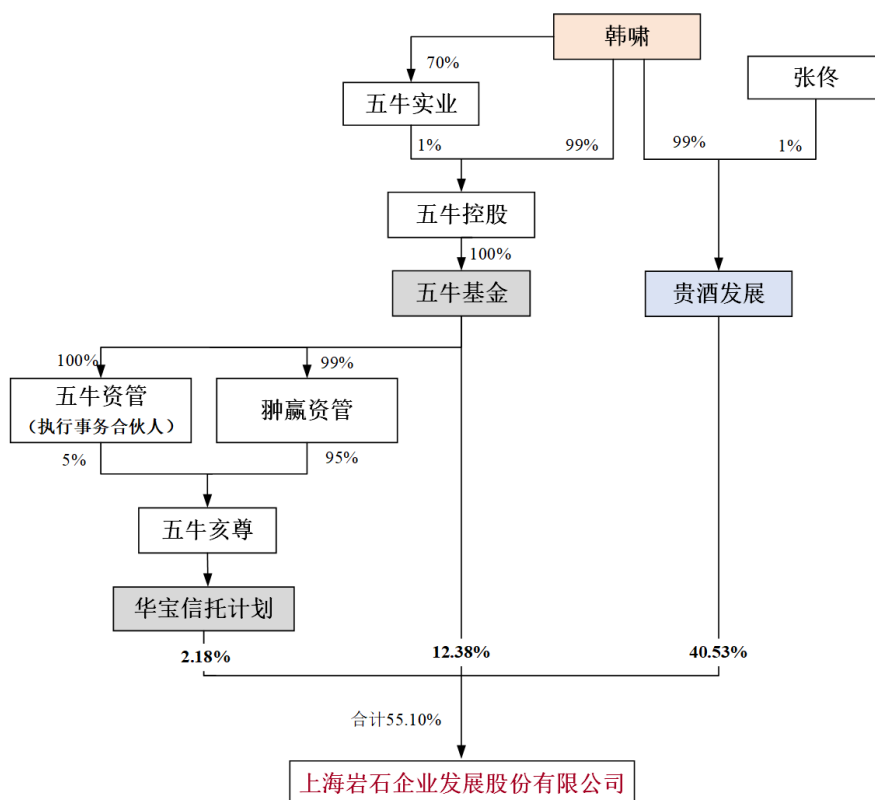 韩啸
70%
张佟
五牛实业
1%
99%
99%
1%
五牛控股
100%
五牛基金
贵酒发展
100%
99%
五牛资管
(执行事务合伙人)
翀赢资管
5%
95%
五牛亥尊
华宝信托计划
2.18%
12.38%
40.53%
合计55.10%
上海岩石企业发展股份有限公司